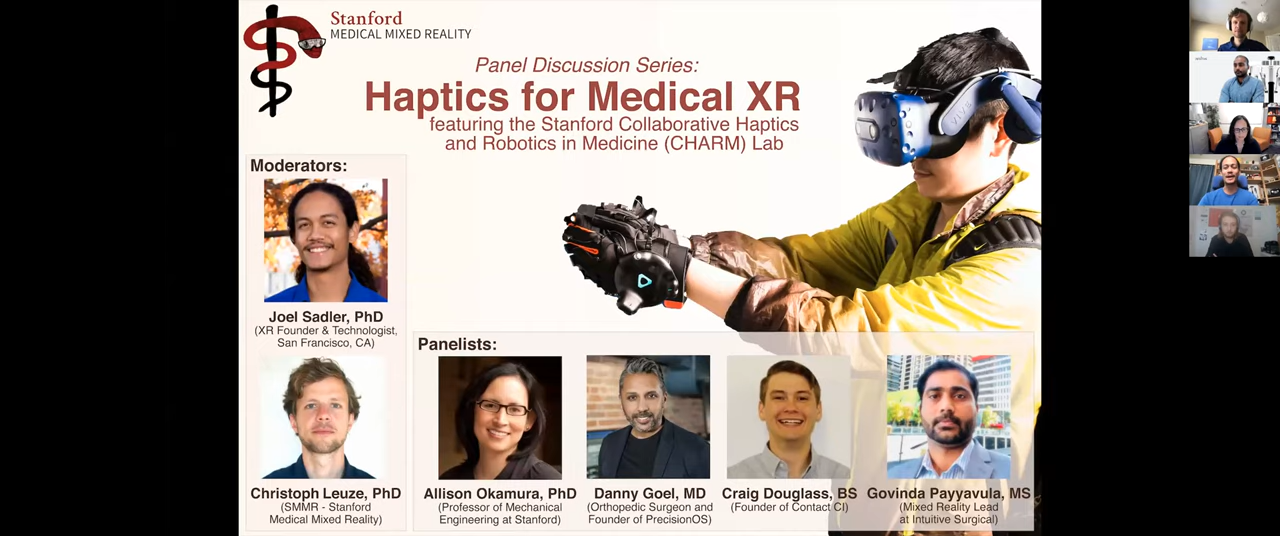 Stanford
MEDICAL MIXED REALITY
Panel Discussion Series:
Haptics for Medical XR
featuring the Stanford Collaborative Haptics
and Robotics in Medicine (CHARM) Lab
Moderators:
Joel Sadler, PhD
(XR Founder & Technologist,
San Francisco, CA)
Christoph Leuze, PhD
(SMMR - Stanford
Medical Mixed Reality)
Panelists:
Allison Okamura, PhD
(Professor of Mechanical
Engineering at Stanford)
Danny Goel, MD
(Orthopedic Surgeon and
Founder of PrecisionOS)
Craig Douglass, BS
(Founder of Contact CI)
Govinda Payyavula, MS
(Mixed Reality Lead
at Intuitive Surgical)